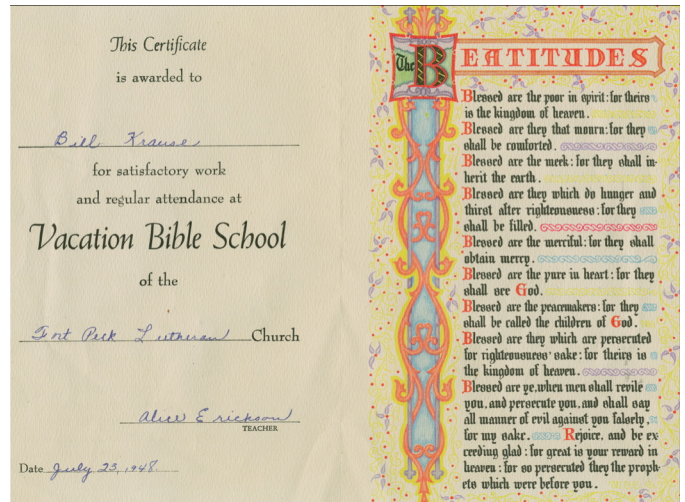 This Certificate
is awarded to
Bill Krause
for satisfactory work
and regular attendance at
Vacation Bible School
of the
Fort Peck Lutheran Church
Alice Erickson
TEACHER
Date July 23, 1948.
The BEATITUDES
Blessed are the poor in spirit: for theirs
is the kingdom of heaven.
Blessed are they that mourn: for they
shall be comforted.
Blessed are the meek: for they shall in-
herit the earth.
Blessed are they which do hunger and
thirst after righteousness: for they
shall be filled.
Blessed are the merciful: for they shall
obtain mercy.
Blessed are the pure in heart: for they
shall see God.
Blessed are the peacemakers: for they
shall be called the children of God.
Blessed are they which are persecuted
for righteousness' sake: for theirs is
the kingdom of heaven.
Blessed are ye, when men shall revile
you, and persecute you, and shall say
all manner of evil against you falsely,
for my sake. Rejoice, and be ex
ceeding glad: for great is your reward in
heaven: for so persecuted they the proph-
ets which were before you.